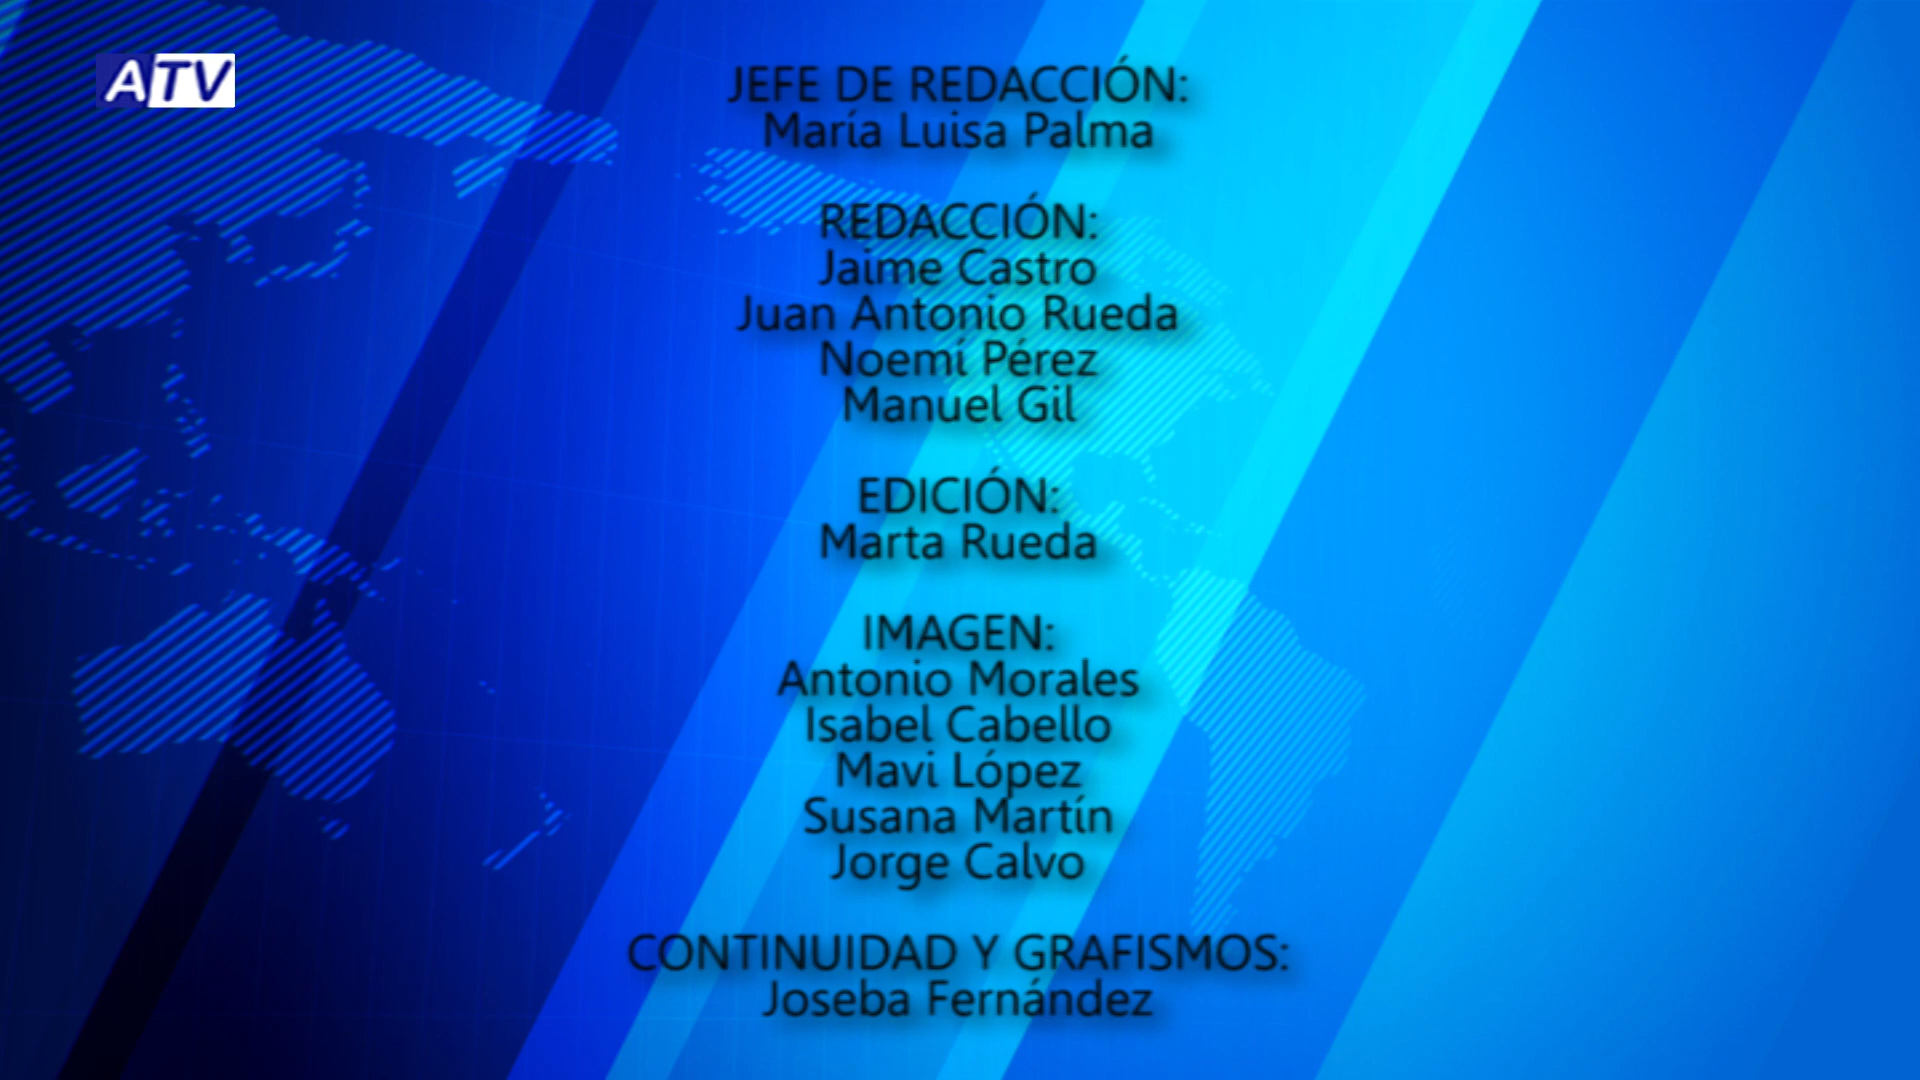 ATV
JEFE DE REDACCIÓN:
María Luisa Palma
REDACCIÓN:
Jaime Castro
Juan Antonio Rueda
Noemí Pérez
Manuel Gil
EDICIÓN:
Marta Rueda
IMAGEN:
Antonio Morales
Isabel Cabello
Mavi López
Susana Martín
Jorge Calvo
CONTINUIDAD Y GRAFISMOS:
Joseba Fernández